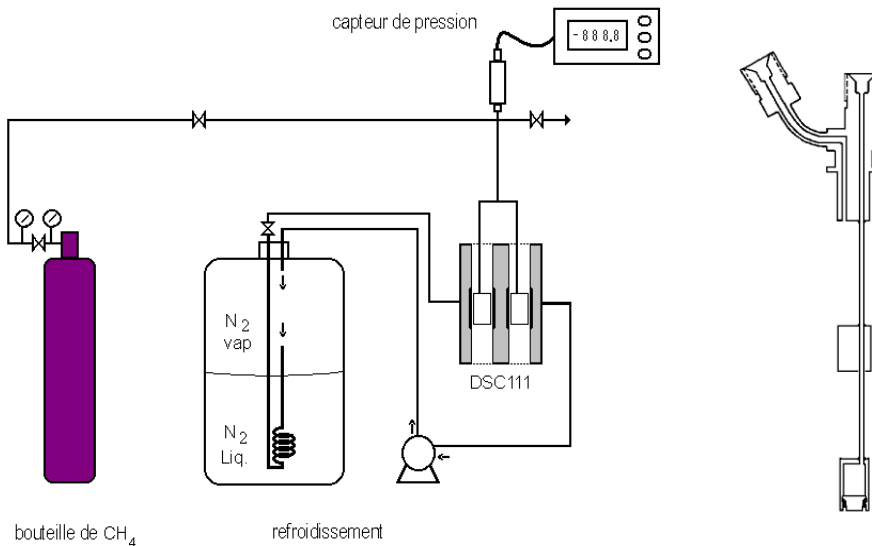 capteur de pression
-888.8
N2
vap
DSC111
N2
Liq.
bouteille de CH4
refroidissement